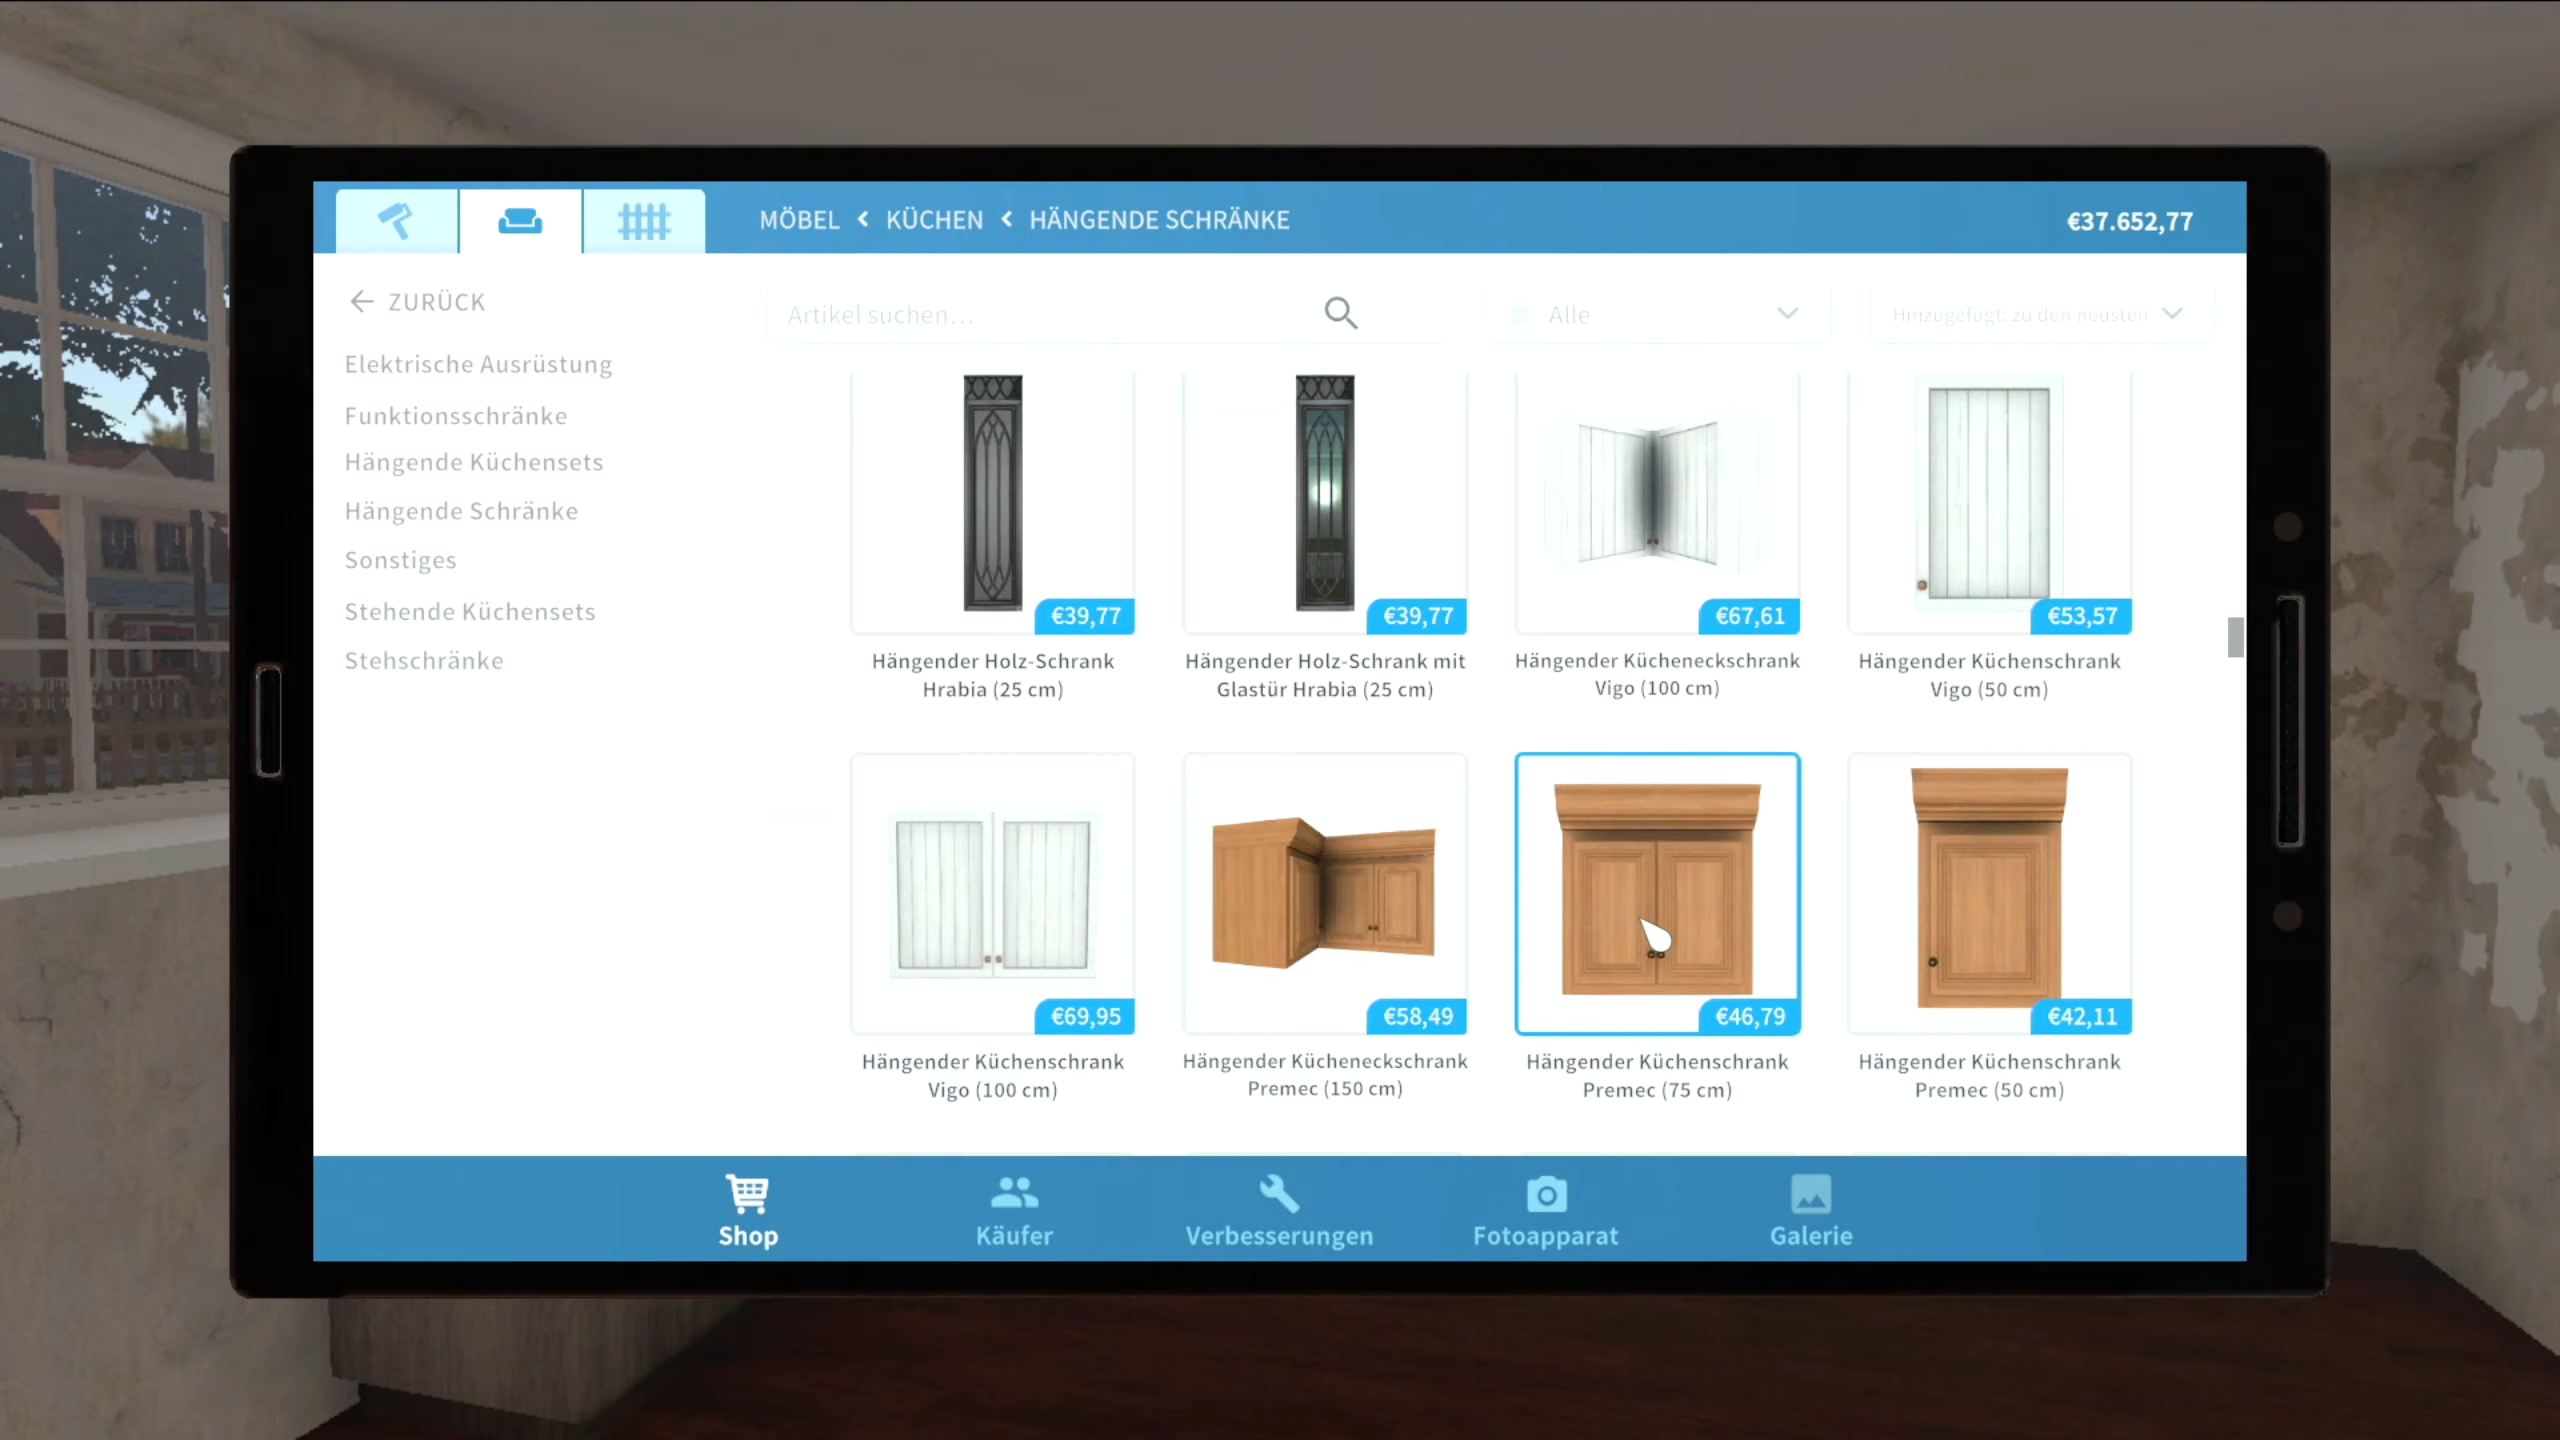 MÖBEL < KÜCHEN < HÄNGENDE SCHRÄNKE
€37.652,77
ZURÜCK
Artikel suchen...
Alle
Hinzugefügt: zu den neusten
Elektrische Ausrüstung
Funktionsschränke
Hängende Küchensets
Hängende Schränke
Sonstiges
Stehende Küchensets
Stehschränke
€39,77
Hängender Holz-Schrank
Hrabia (25 cm)
€39,77
Hängender Holz-Schrank mit
Glastür Hrabia (25 cm)
€67,61
Hängender Kücheneckschrank
Vigo (100 cm)
€53,57
Hängender Küchenschrank
Vigo (50 cm)
€69,95
Hängender Küchenschrank
Vigo (100 cm)
€58,49
Hängender Kücheneckschrank
Premec (150 cm)
€46,79
Hängender Küchenschrank
Premec (75 cm)
€42,11
Hängender Küchenschrank
Premec (50 cm)
Shop
Käufer
Verbesserungen
Fotoapparat
Galerie